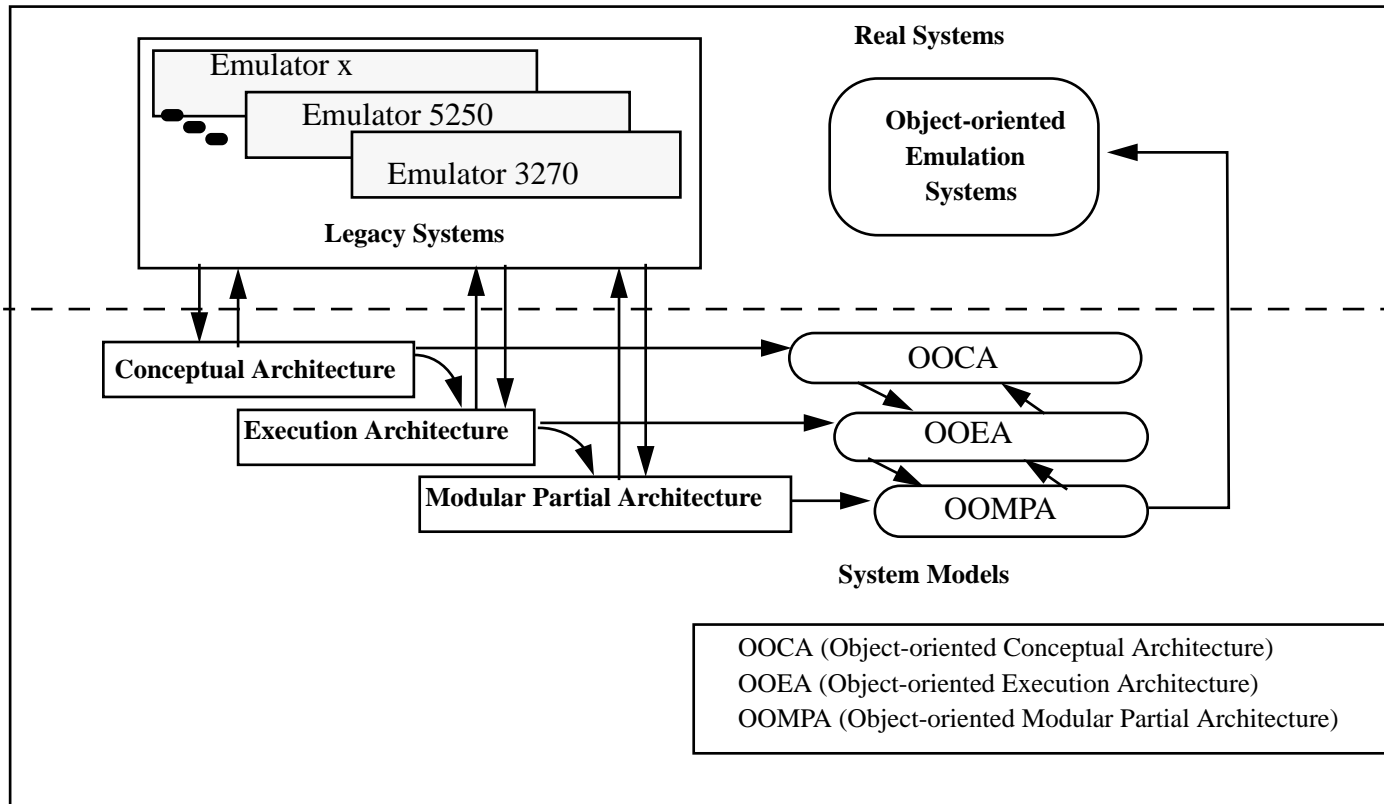 Real Systems
Emulator x
Emulator 5250
Emulator 3270
Legacy Systems
Object-oriented
Emulation
Systems
Conceptual Architecture
OOCA
Execution Architecture
OOEA
Modular Partial Architecture
OOMPA
System Models
OOCA (Object-oriented Conceptual Architecture)
OOEA (Object-oriented Execution Architecture)
OOMPA (Object-oriented Modular Partial Architecture)